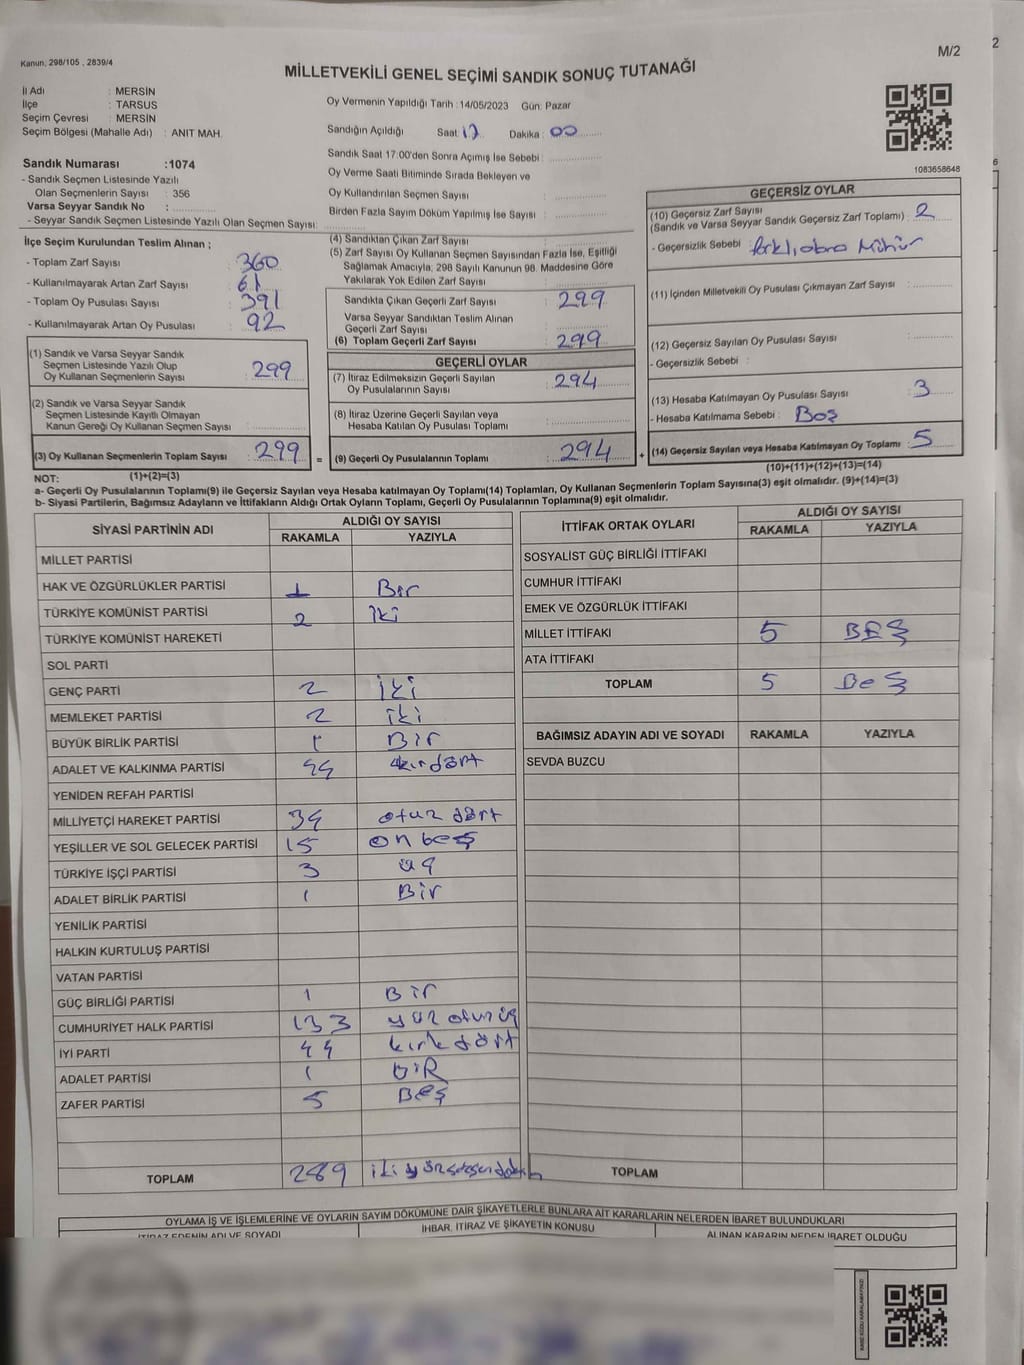 2
M/2
Kanun, 298/105 , 2839/4
MİLLETVEKİLİ GENEL SEÇİMİ SANDIK SONUÇ TUTANAĞI
İl Adı : MERSİN
İlçe : TARSUS
Seçim Çevresi : MERSİN
Seçim Bölgesi (Mahalle Adı) : ANIT MAH.
Oy Vermenin Yapıldığı Tarih :14/05/2023 Gün: Pazar
Sandığın Açıldığı Saat 17 Dakika : 00
Sandık Saat 17:00'den Sonra Açımış İse Sebebi :
Oy Verme Saati Bitiminde Sırada Bekleyen ve
Oy Kullandırılan Seçmen Sayısı :
Birden Fazla Sayım Döküm Yapılmış İse Sayısı :
1083658648
Sandık Numarası :1074
- Sandık Seçmen Listesinde Yazılı
Olan Seçmenlerin Sayısı : 356
Varsa Seyyar Sandık No :
- Seyyar Sandık Seçmen Listesinde Yazılı Olan Seçmen Sayısı:
İlçe Seçim Kurulundan Teslim Alınan ;
- Toplam Zarf Sayısı : 360
- Kullanılmayarak Artan Zarf Sayısı : 61
- Toplam Oy Pusulası Sayısı : 391
- Kullanılmayarak Artan Oy Pusulası : 92
(1) Sandık ve Varsa Seyyar Sandık
Seçmen Listesinde Yazılı Olup
Oy Kullanan Seçmenlerin Sayısı : 299
(2) Sandık ve Varsa Seyyar Sandık
Seçmen Listesinde Kayıtlı Olmayan
Kanun Gereği Oy Kullanan Seçmen Sayısı :
(3) Oy Kullanan Seçmenlerin Toplam Sayısı : 299 =
(4) Sandıktan Çıkan Zarf Sayısı :
(5) Zarf Sayısı Oy Kullanan Seçmen Sayısından Fazla İse, Eşitliği
Sağlamak Amacıyla, 298 Sayılı Kanunun 98. Maddesine Göre
Yakılarak Yok Edilen Zarf Sayısı :
Sandıkta Çıkan Geçerli Zarf Sayısı : 299
Varsa Seyyar Sandıktan Teslim Alınan
Geçerli Zarf Sayısı :
(6) Toplam Geçerli Zarf Sayısı : 299
GEÇERLİ OYLAR
(7) İtiraz Edilmeksizin Geçerli Sayılan
Oy Pusulalarının Sayısı : 294
(8) İtiraz Üzerine Geçerli Sayılan veya
Hesaba Katılan Oy Pusulası Toplamı :
(9) Geçerli Oy Pusulalarının Toplamı : 294 +
GEÇERSİZ OYLAR
(10) Geçersiz Zarf Sayısı
(Sandık ve Varsa Seyyar Sandık Geçersiz Zarf Toplamı) : 2
- Geçersizlik Sebebi :
(11) İçinden Milletvekili Oy Pusulası Çıkmayan Zarf Sayısı :
(12) Geçersiz Sayılan Oy Pusulası Sayısı :
- Geçersizlik Sebebi :
(13) Hesaba Katılmayan Oy Pusulası Sayısı : 3
- Hesaba Katılmama Sebebi : Boş
(14) Geçersiz Sayılan veya Hesaba Katılmayan Oy Toplamı : 5
NOT: (1)+(2)=(3)
(10)+(11)+(12)+(13)=(14)
a- Geçerli Oy Pusulalarının Toplamı(9) ile Geçersiz Sayılan veya Hesaba katılmayan Oy Toplamı(14) Toplamları, Oy Kullanan Seçmenlerin Toplam Sayısına(3) eşit olmalıdır. (9)+(14)=(3)
b- Siyasi Partilerin, Bağımsız Adayların ve İttifakların Aldığı Ortak Oyların Toplamı, Geçerli Oy Pusulalarının Toplamına(9) eşit olmalıdır.
SİYASİ PARTİNİN ADI ALDIĞI OY SAYISI
RAKAMLA YAZIYLA
MİLLET PARTİSİ
HAK VE ÖZGÜRLÜKLER PARTİSİ 1 Bir
TÜRKİYE KOMÜNİST PARTİSİ 2 İki
TÜRKİYE KOMÜNİST HAREKETİ
SOL PARTİ
GENÇ PARTİ 2 İki
MEMLEKET PARTİSİ 2 iki
BÜYÜK BİRLİK PARTİSİ 1 Bir
ADALET VE KALKINMA PARTİSİ 44
YENİDEN REFAH PARTİSİ
MİLLİYETÇİ HAREKET PARTİSİ 34 otuz dört
YEŞİLLER VE SOL GELECEK PARTİSİ 15 on beş
TÜRKİYE İŞÇİ PARTİSİ 3 üç
ADALET BİRLİK PARTİSİ 1 Bir
YENİLİK PARTİSİ
HALKIN KURTULUŞ PARTİSİ
VATAN PARTİSİ
GÜÇ BİRLİĞİ PARTİSİ 1 Bir
CUMHURİYET HALK PARTİSİ 133 yüz otuz üç
İYİ PARTİ 44 kırk dört
ADALET PARTİSİ 1 BİR
ZAFER PARTİSİ 5 Beş
TOPLAM 289
İTTİFAK ORTAK OYLARI ALDIĞI OY SAYISI
RAKAMLA YAZIYLA
SOSYALİST GÜÇ BİRLİĞİ İTTİFAKI
CUMHUR İTTİFAKI
EMEK VE ÖZGÜRLÜK İTTİFAKI
MİLLET İTTİFAKI 5 BEŞ
ATA İTTİFAKI
TOPLAM 5 Beş
BAĞIMSIZ ADAYIN ADI VE SOYADI RAKAMLA YAZIYLA
SEVDA BUZCU
TOPLAM
OYLAMA İŞ VE İŞLEMLERİNE VE OYLARIN SAYIM DÖKÜMÜNE DAİR ŞİKAYETLERLE BUNLARA AİT KARARLARIN NELERDEN İBARET BULUNDUKLARI
İTİRAZ EDENİN ADI VE SOYADI İHBAR, İTİRAZ VE ŞİKAYETİN KONUSU ALINAN KARARIN NEDEN İBARET OLDUĞU